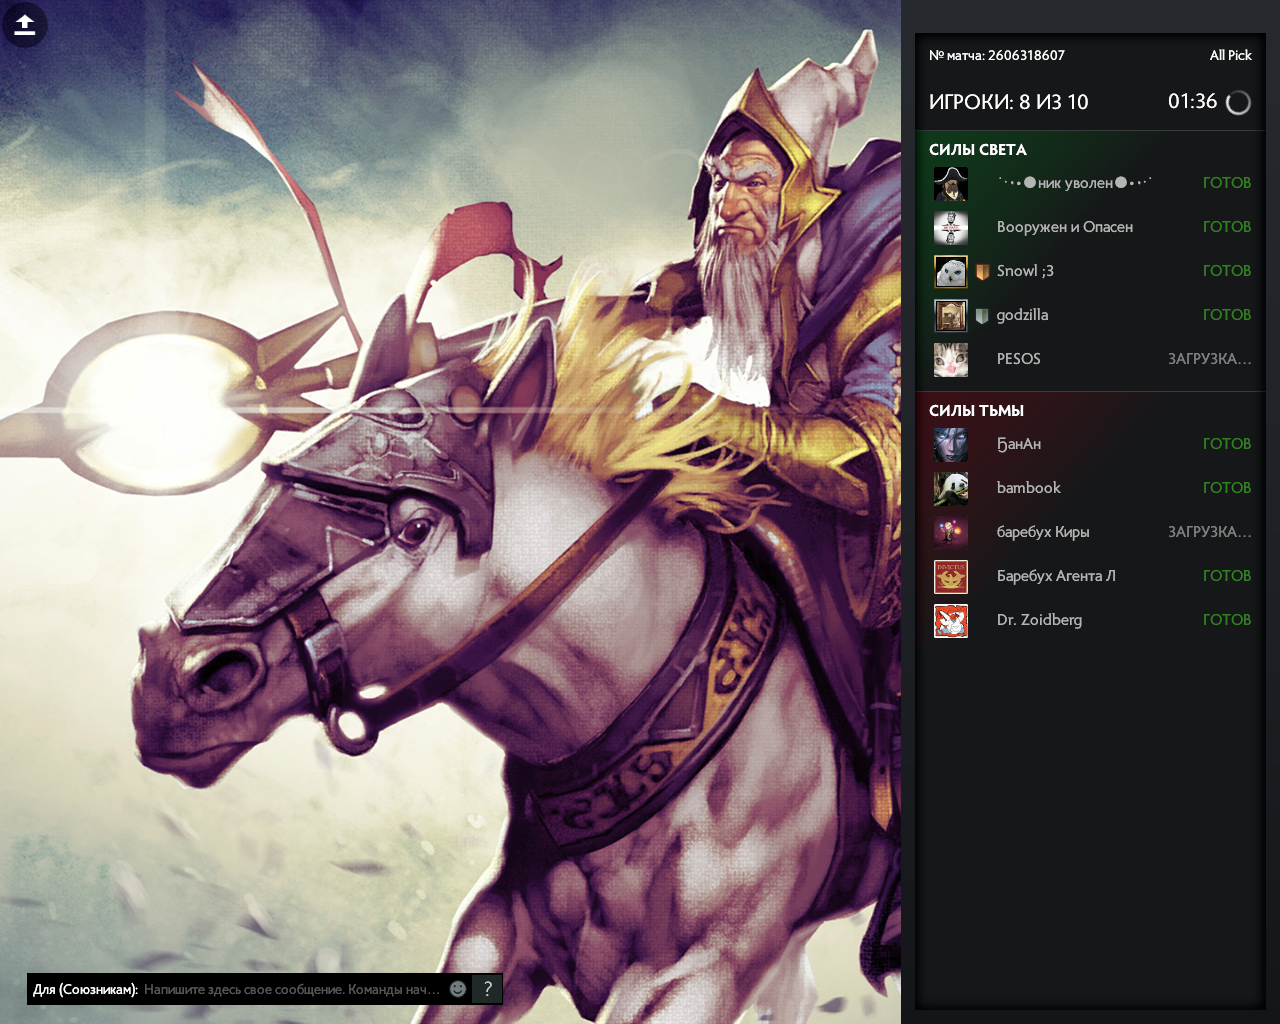 № матча: 2606318607 All Pick
ИГРОКИ: 8 ИЗ 10 01:36
СИЛЫ СВЕТА
ник уволен ГОТОВ
Вооружен и Опасен ГОТОВ
Snowl ;3 ГОТОВ
godzilla ГОТОВ
PESOS ЗАГРУЗКА...
СИЛЫ ТЬМЫ
ЂанАн ГОТОВ
bambook ГОТОВ
баребух Киры ЗАГРУЗКА...
INVICTUS
Баребух Агента Л ГОТОВ
Dr. Zoidberg ГОТОВ
Для (Союзникам): Напишите здесь свое сообщение. Команды нач... ?